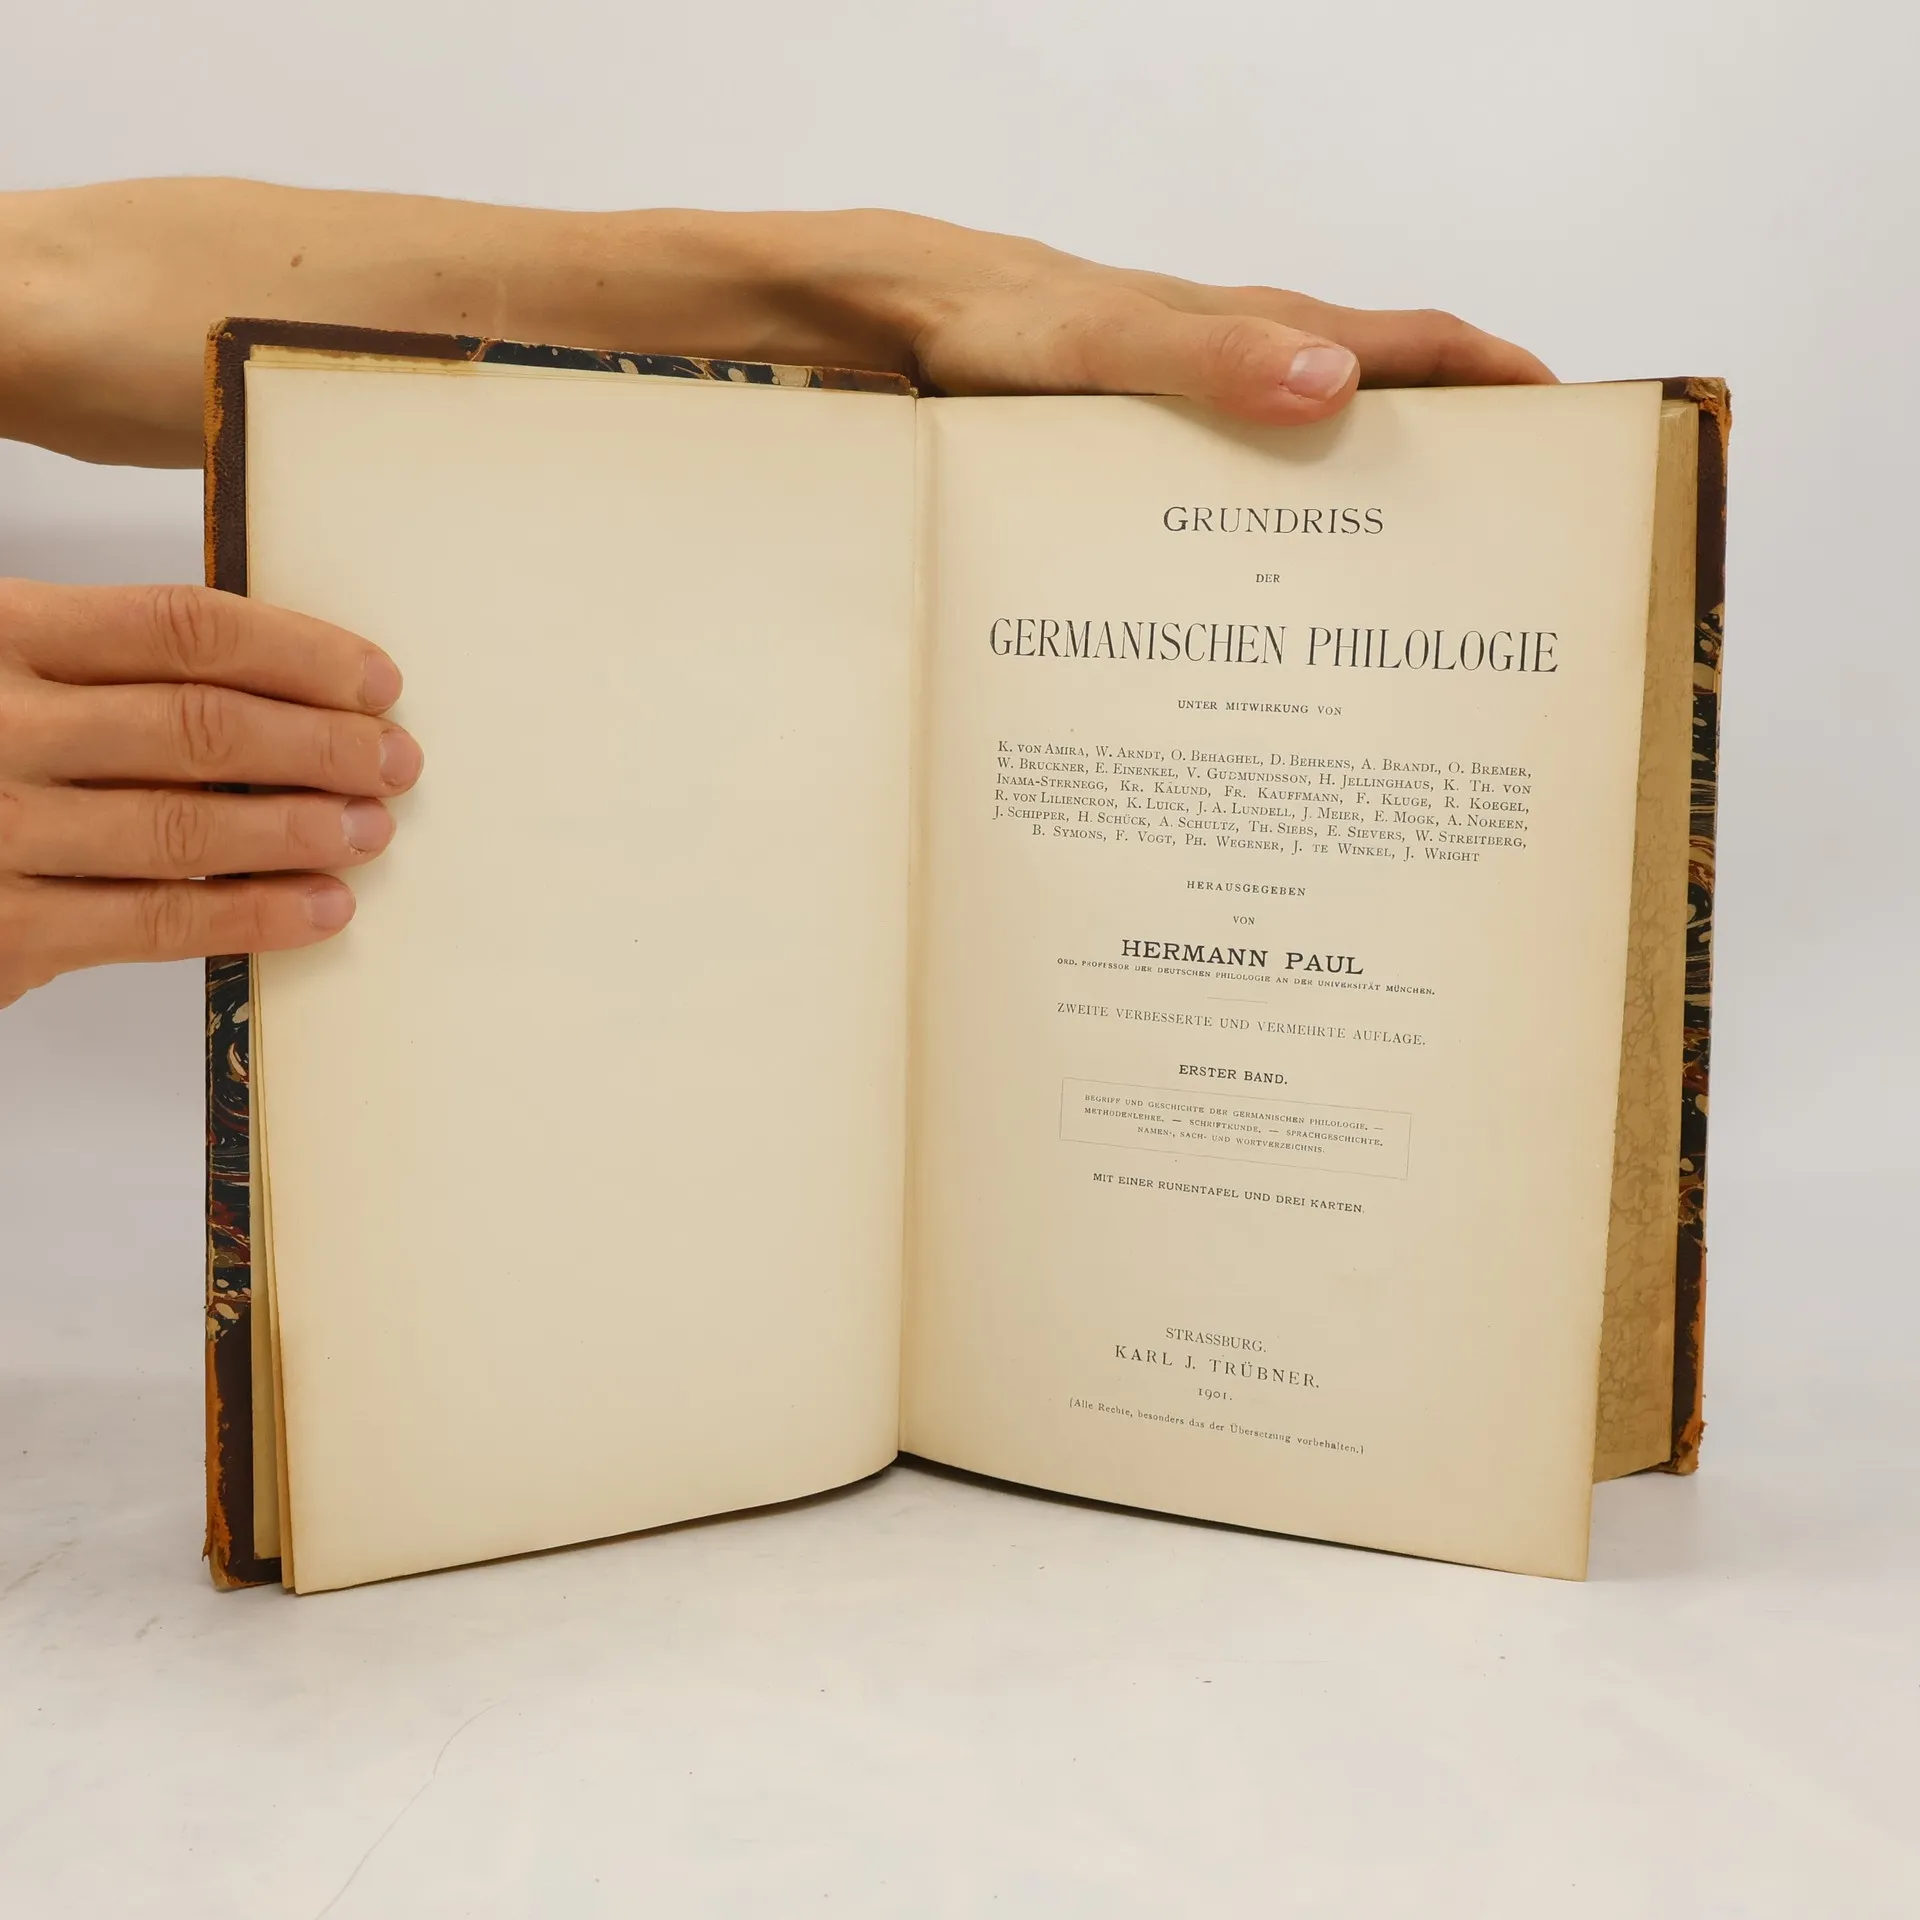 GRUNDRISS
DER
GERMANISCHEN PHILOLOGIE
UNTER MITWIRKUNG VON
K. VON AMIRA, W. ARNDT, O. BEHAGHEL, D. BEHRENS, A. BRANDL, O. BREMER,
W. BRUCKNER, E. EINENKEL, V. GUÐMUNDSSON, H. JELLINGHAUS, K. TH. VON
INAMA-STERNEGG, KR. KÅLUND, FR. KAUFFMANN, F. KLUGE, R. KOEGEL,
R. VON LILIENCRON, K. LUICK, J. A. LUNDELL, J. MEIER, E. MOGK, A. NOREEN,
J. SCHIPPER, H. SCHÜCK, A. SCHULTZ, TH. SIEBS, E. SIEVERS, W. STREITBERG,
B. SYMONS, F. VOGT, PH. WEGENER, J. TE WINKEL, J. WRIGHT
HERAUSGEGEBEN
VON
HERMANN PAUL
ORD. PROFESSOR DER DEUTSCHEN PHILOLOGIE AN DER UNIVERSITÄT MÜNCHEN.
ZWEITE VERBESSERTE UND VERMEHRTE AUFLAGE.
ERSTER BAND.
BEGRIFF UND GESCHICHTE DER GERMANISCHEN PHILOLOGIE. —
METHODENLEHRE. — SCHRIFTKUNDE. — SPRACHGESCHICHTE.
NAMEN-, SACH- UND WORTVERZEICHNIS.
MIT EINER RUNENTAFEL UND DREI KARTEN.
STRASSBURG.
KARL J. TRÜBNER.
1901.
[Alle Rechte, besonders das der Übersetzung vorbehalten.]